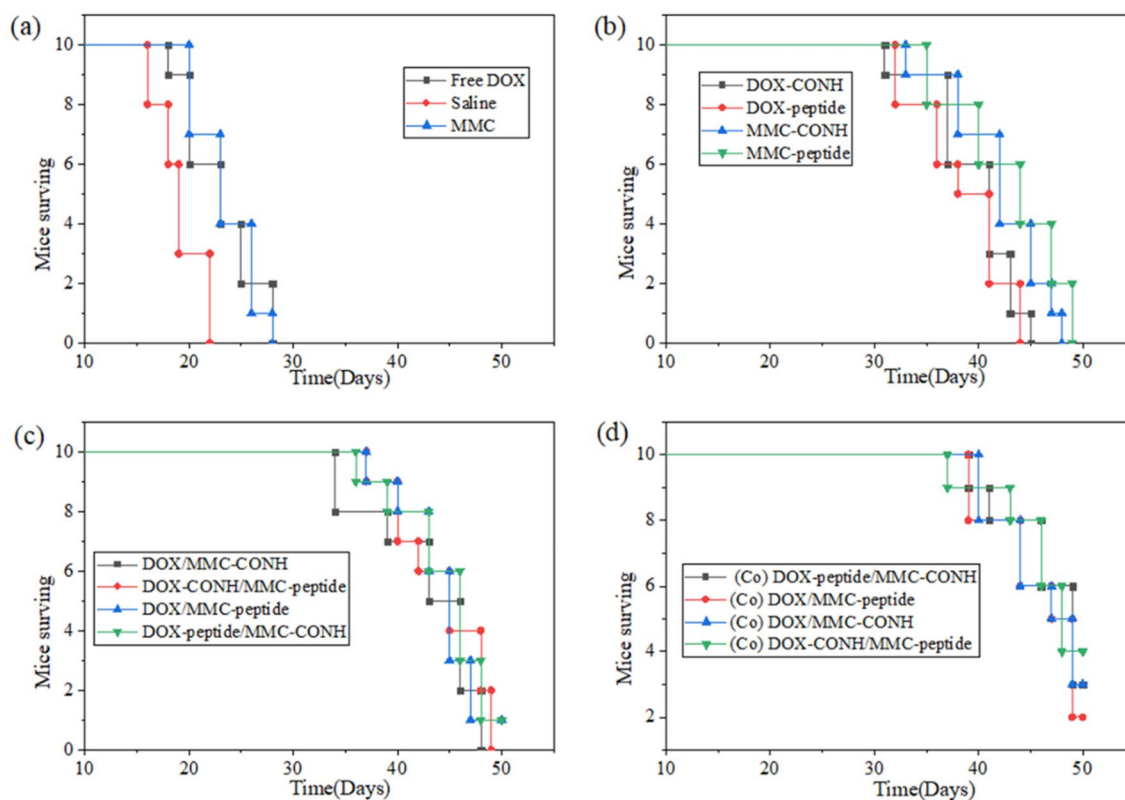 (a)
Mice surving
10
8
6
4
2
0
Free DOX
Saline
MMC
10 20 30 40 50
Time(Days)
(b)
Mice surving
10
8
6
4
2
0
DOX-CONH
DOX-peptide
MMC-CONH
MMC-peptide
10 20 30 40 50
Time(Days)
(c)
Mice surving
10
8
6
4
2
0
DOX/MMC-CONH
DOX-CONH/MMC-peptide
DOX/MMC-peptide
DOX-peptide/MMC-CONH
10 20 30 40 50
Time(Days)
(d)
Mice surving
10
8
6
4
2
(Co) DOX-peptide/MMC-CONH
(Co) DOX/MMC-peptide
(Co) DOX/MMC-CONH
(Co) DOX-CONH/MMC-peptide
10 20 30 40 50
Time(Days)